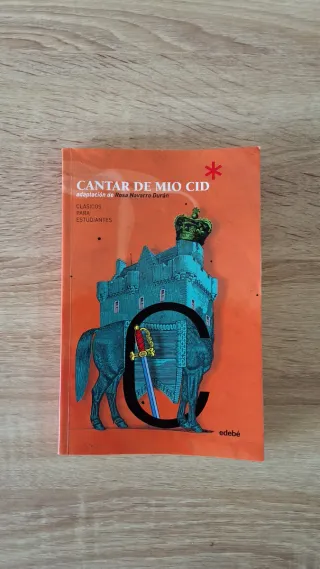 CANTAR DE MIO CID*
adaptación de Rosa Navarro Durán
CLÁSICOS
PARA
ESTUDIANTES
C
edebé